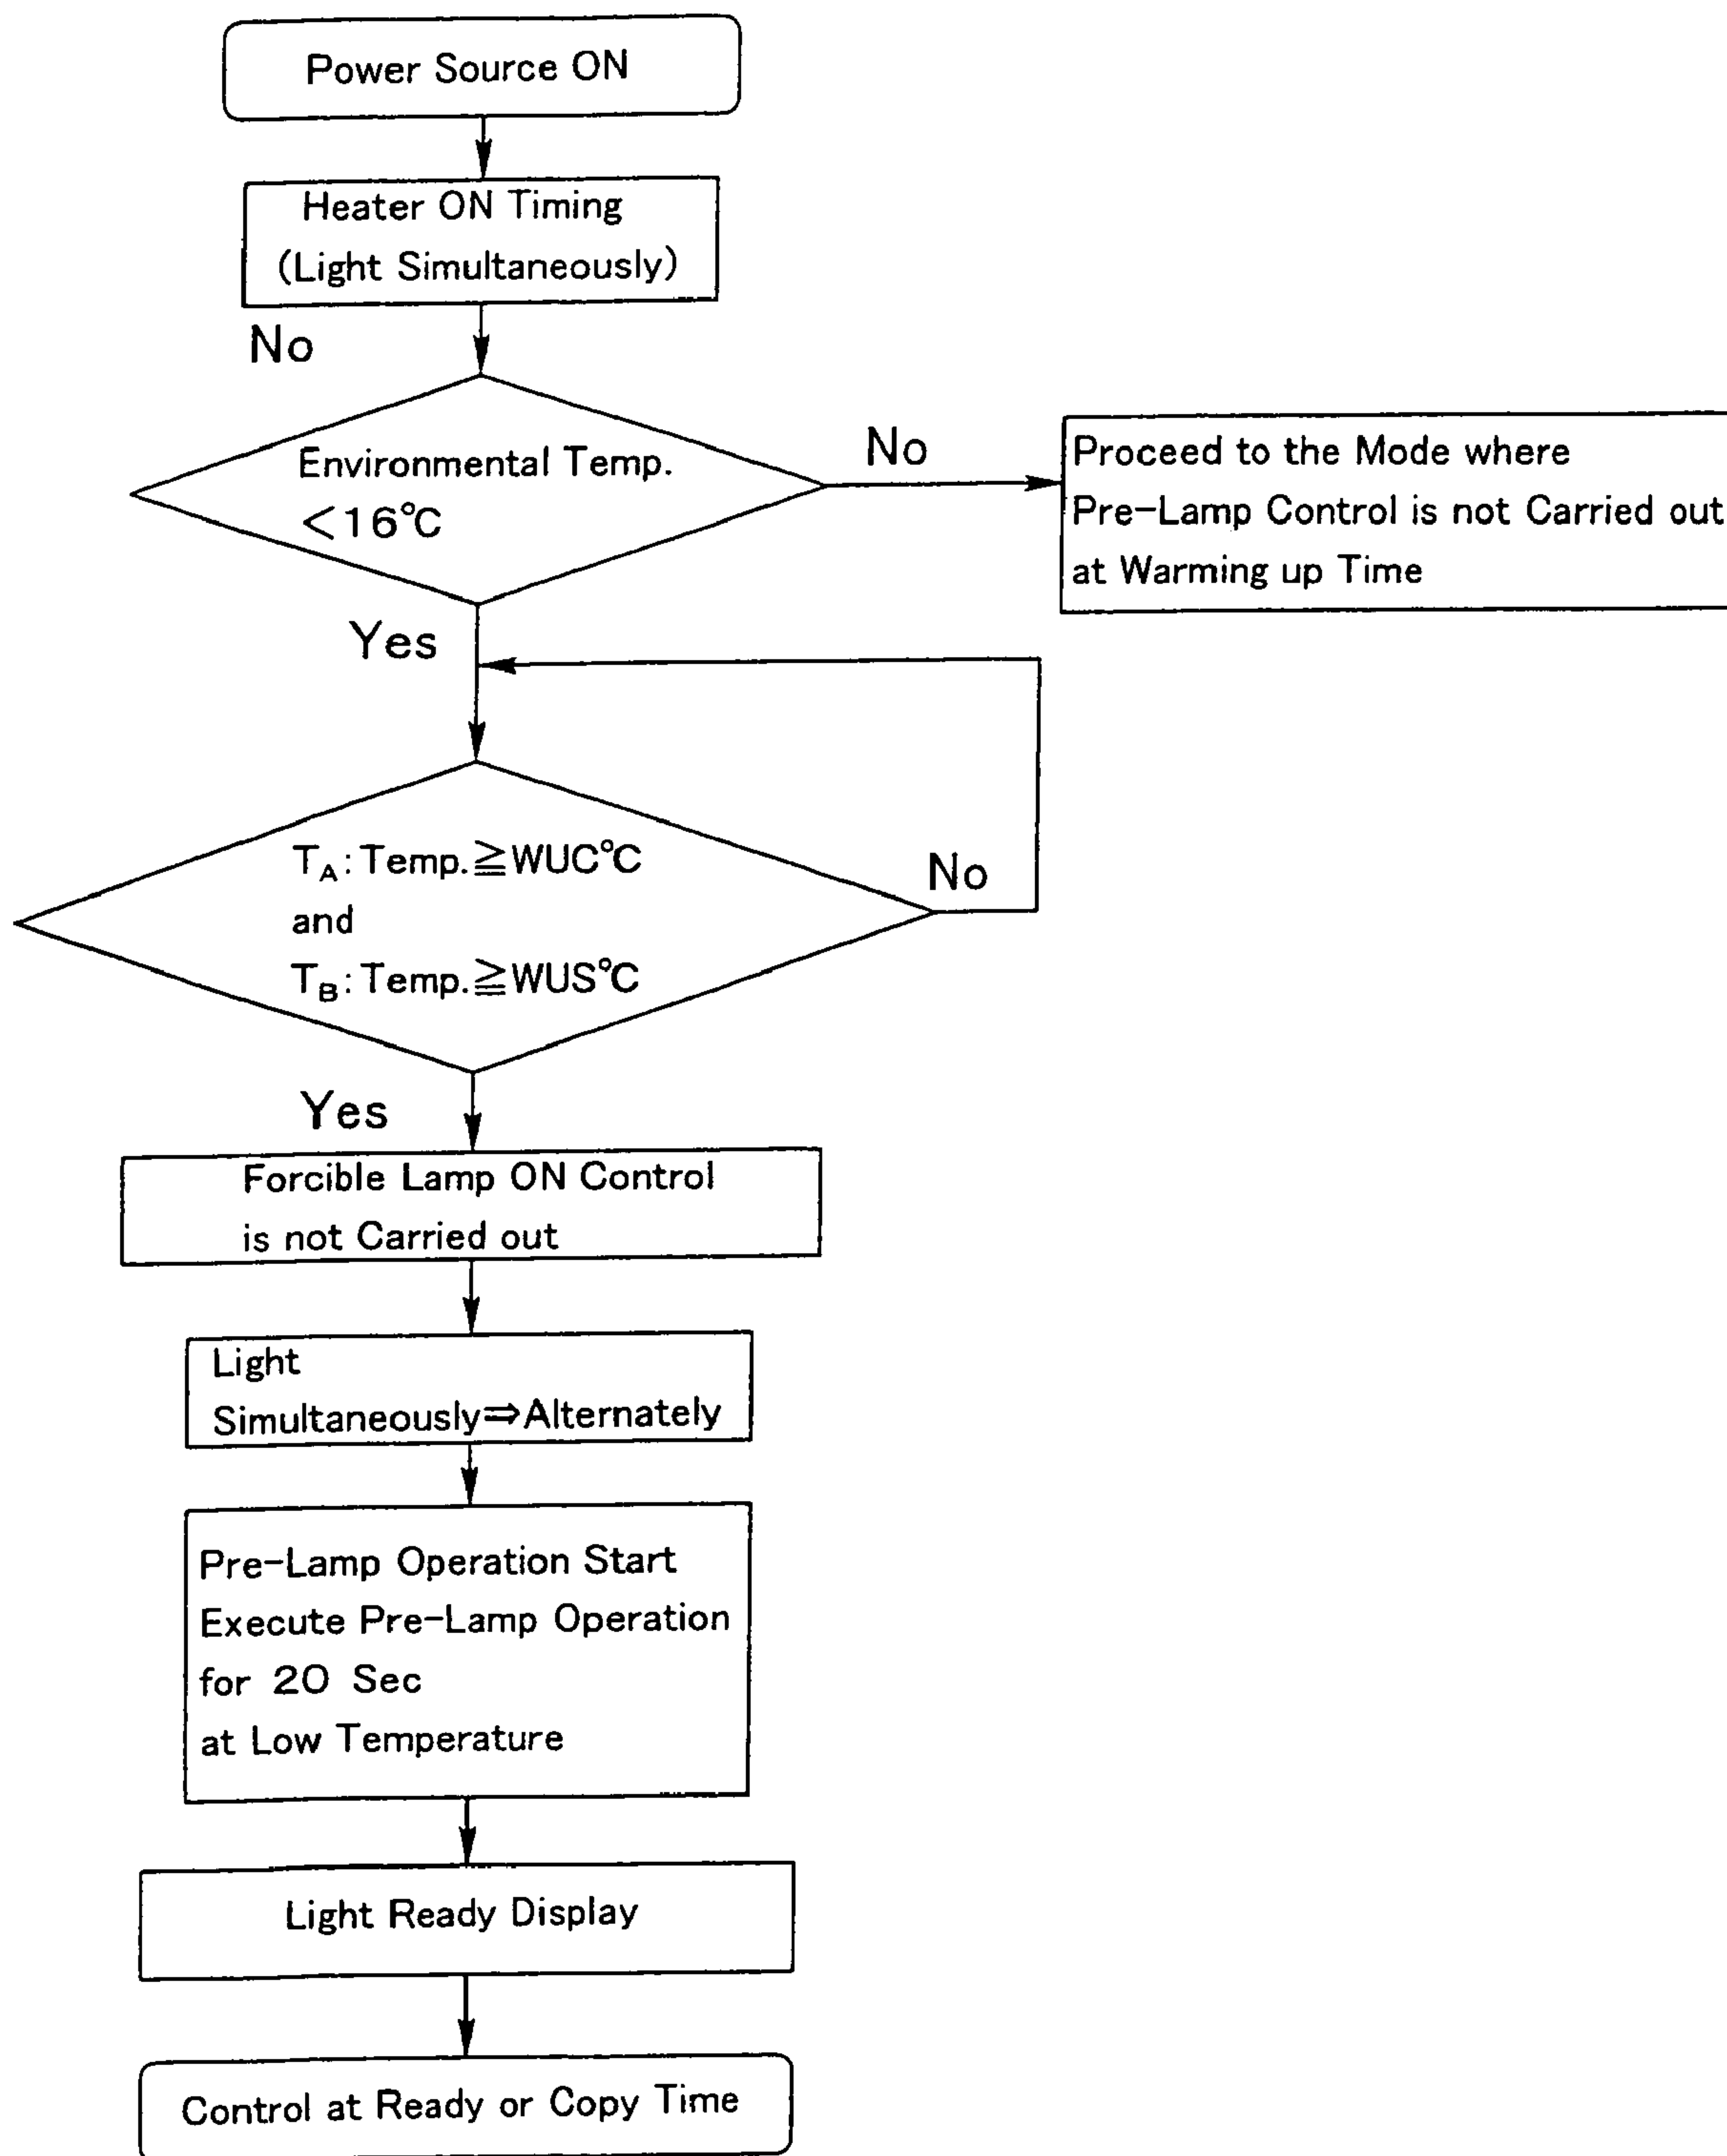 Power Source ON
Heater ON Timing
(Light Simultaneously)
No
Environmental Temp.
<16℃
No
Proceed to the Mode where
Pre-Lamp Control is not Carried out
at Warming up Time
Yes
T_A: Temp.≧WUC℃
and
T_B: Temp.≧WUS℃
No
Yes
Forcible Lamp ON Control
is not Carried out
Light
Simultaneously⇒Alternately
Pre-Lamp Operation Start
Execute Pre-Lamp Operation
for 20 Sec
at Low Temperature
Light Ready Display
Control at Ready or Copy Time